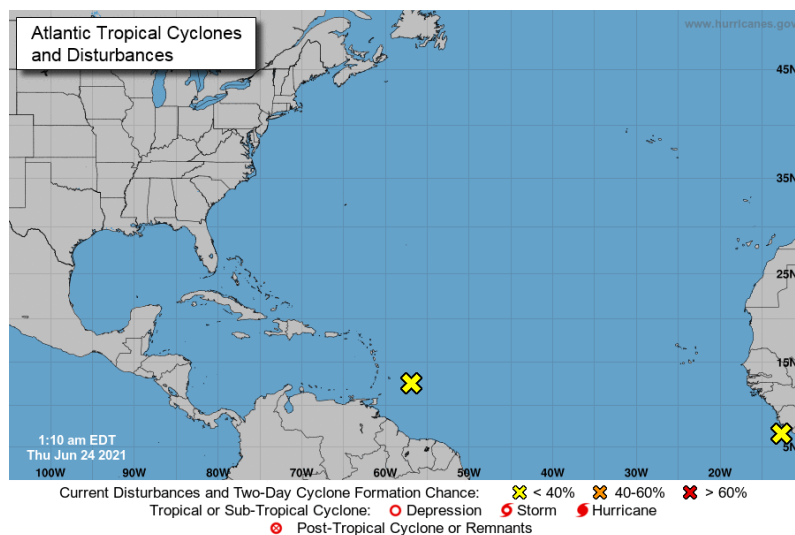 Atlantic Tropical Cyclones
and Disturbances
www.hurricanes.gov
45N
35N
25N
15N
5N
1:10 am EDT
Thu Jun 24 2021
100W 90W 80W 70W 60W 50W 40W 30W 20W
Current Disturbances and Two-Day Cyclone Formation Chance: < 40% 40-60% > 60%
Tropical or Sub-Tropical Cyclone: Depression Storm Hurricane
Post-Tropical Cyclone or Remnants